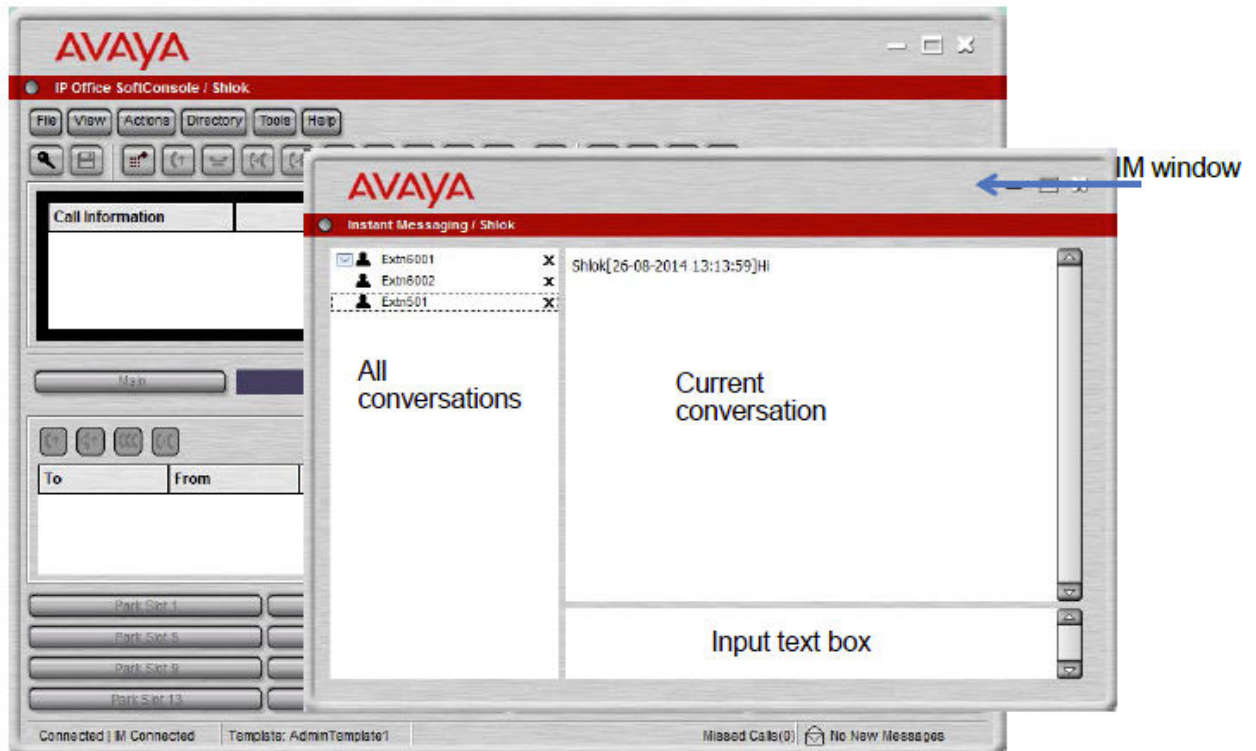 AVAYA
IP Office SoftConsole / Shlok
File View Actions Directory Tools Help
IM window
AVAYA
Call Information
Instant Messaging / Shlok
Extn6001 X
Extn6002 X
Extn501 X
Shlok[26-08-2014 13:13:59]Hi
All
conversations
Current
conversation
Main
To From
Input text box
Park Slot 1
Park Slot 5
Park Slot 9
Park Slot 13
Connected | IM Connected Template: AdminTemplate1 Missed Calls(0) No New Messages